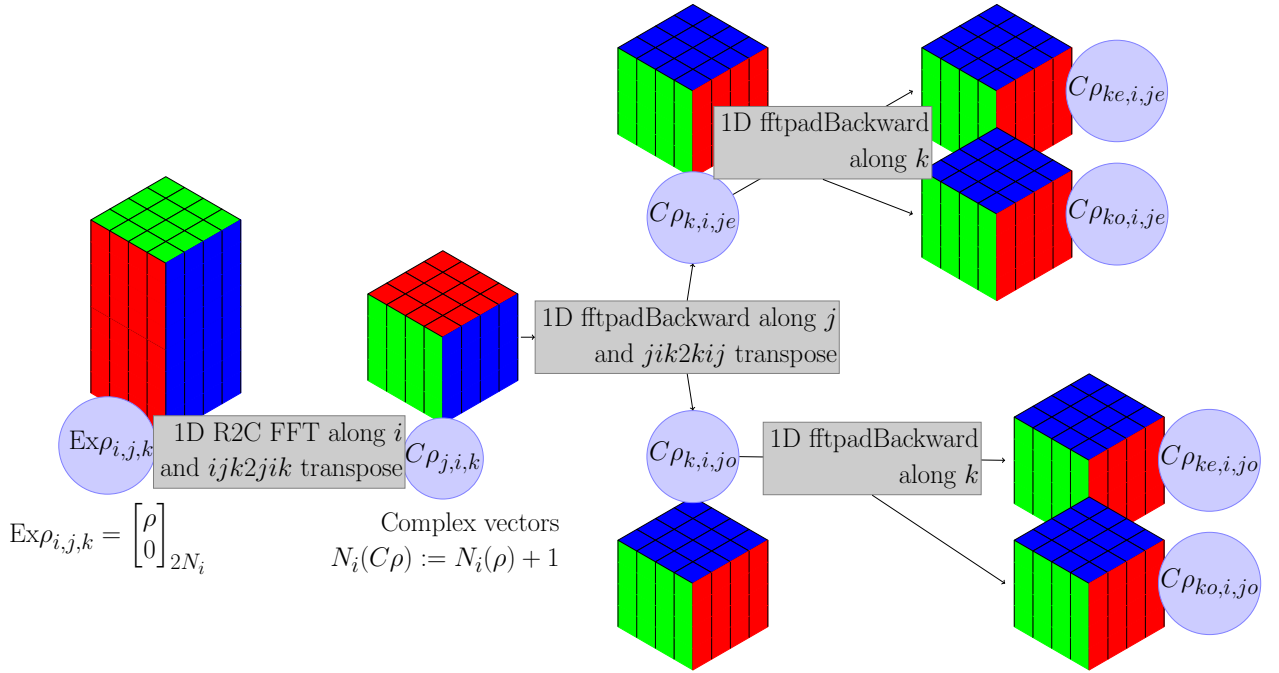 1D fftpadBackward
along k
Cρ_{ke,i,je}
Cρ_{k,i,je}
Cρ_{ko,i,je}
1D fftpadBackward along j
and jik2kij transpose
Exρ_{i,j,k}
1D R2C FFT along i
and ijk2jik transpose
Cρ_{j,i,k}
Cρ_{k,i,jo}
1D fftpadBackward
along k
Cρ_{ke,i,jo}
Cρ_{ko,i,jo}
Exρ_{i,j,k} = [ρ 0]_{2N_i}
Complex vectors
N_i(Cρ) := N_i(ρ) + 1